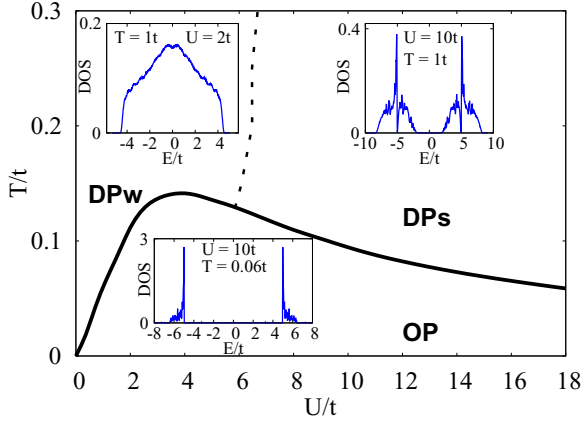 0.3
0.2
0.1
0
T/t
0 2 4 6 8 10 12 14 16 18
U/t
DPw
DPs
OP
0.2
0
DOS
T = 1t U = 2t
-4 -2 0 2 4
E/t
0.4
0
DOS
U = 10t
T = 1t
-10 -5 0 5 10
E/t
3
0
DOS
U = 10t
T = 0.06t
-8 -6 -4 -2 0 2 4 6 8
E/t